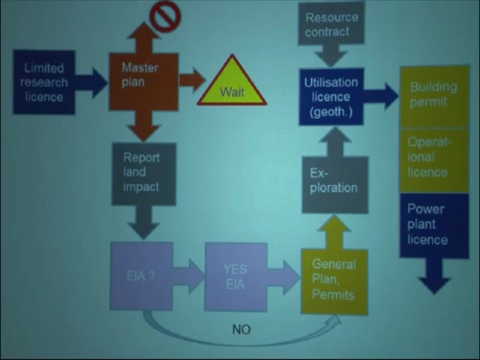 Limited
research
licence
Master
plan
Wait
Resource
contract
Utilisation
licence
(geoth.)
Building
permit
Operat-
ional
licence
Power
plant
licence
Report
land
impact
Ex-
ploration
EIA ?
YES
EIA
General
Plan,
Permits
NO